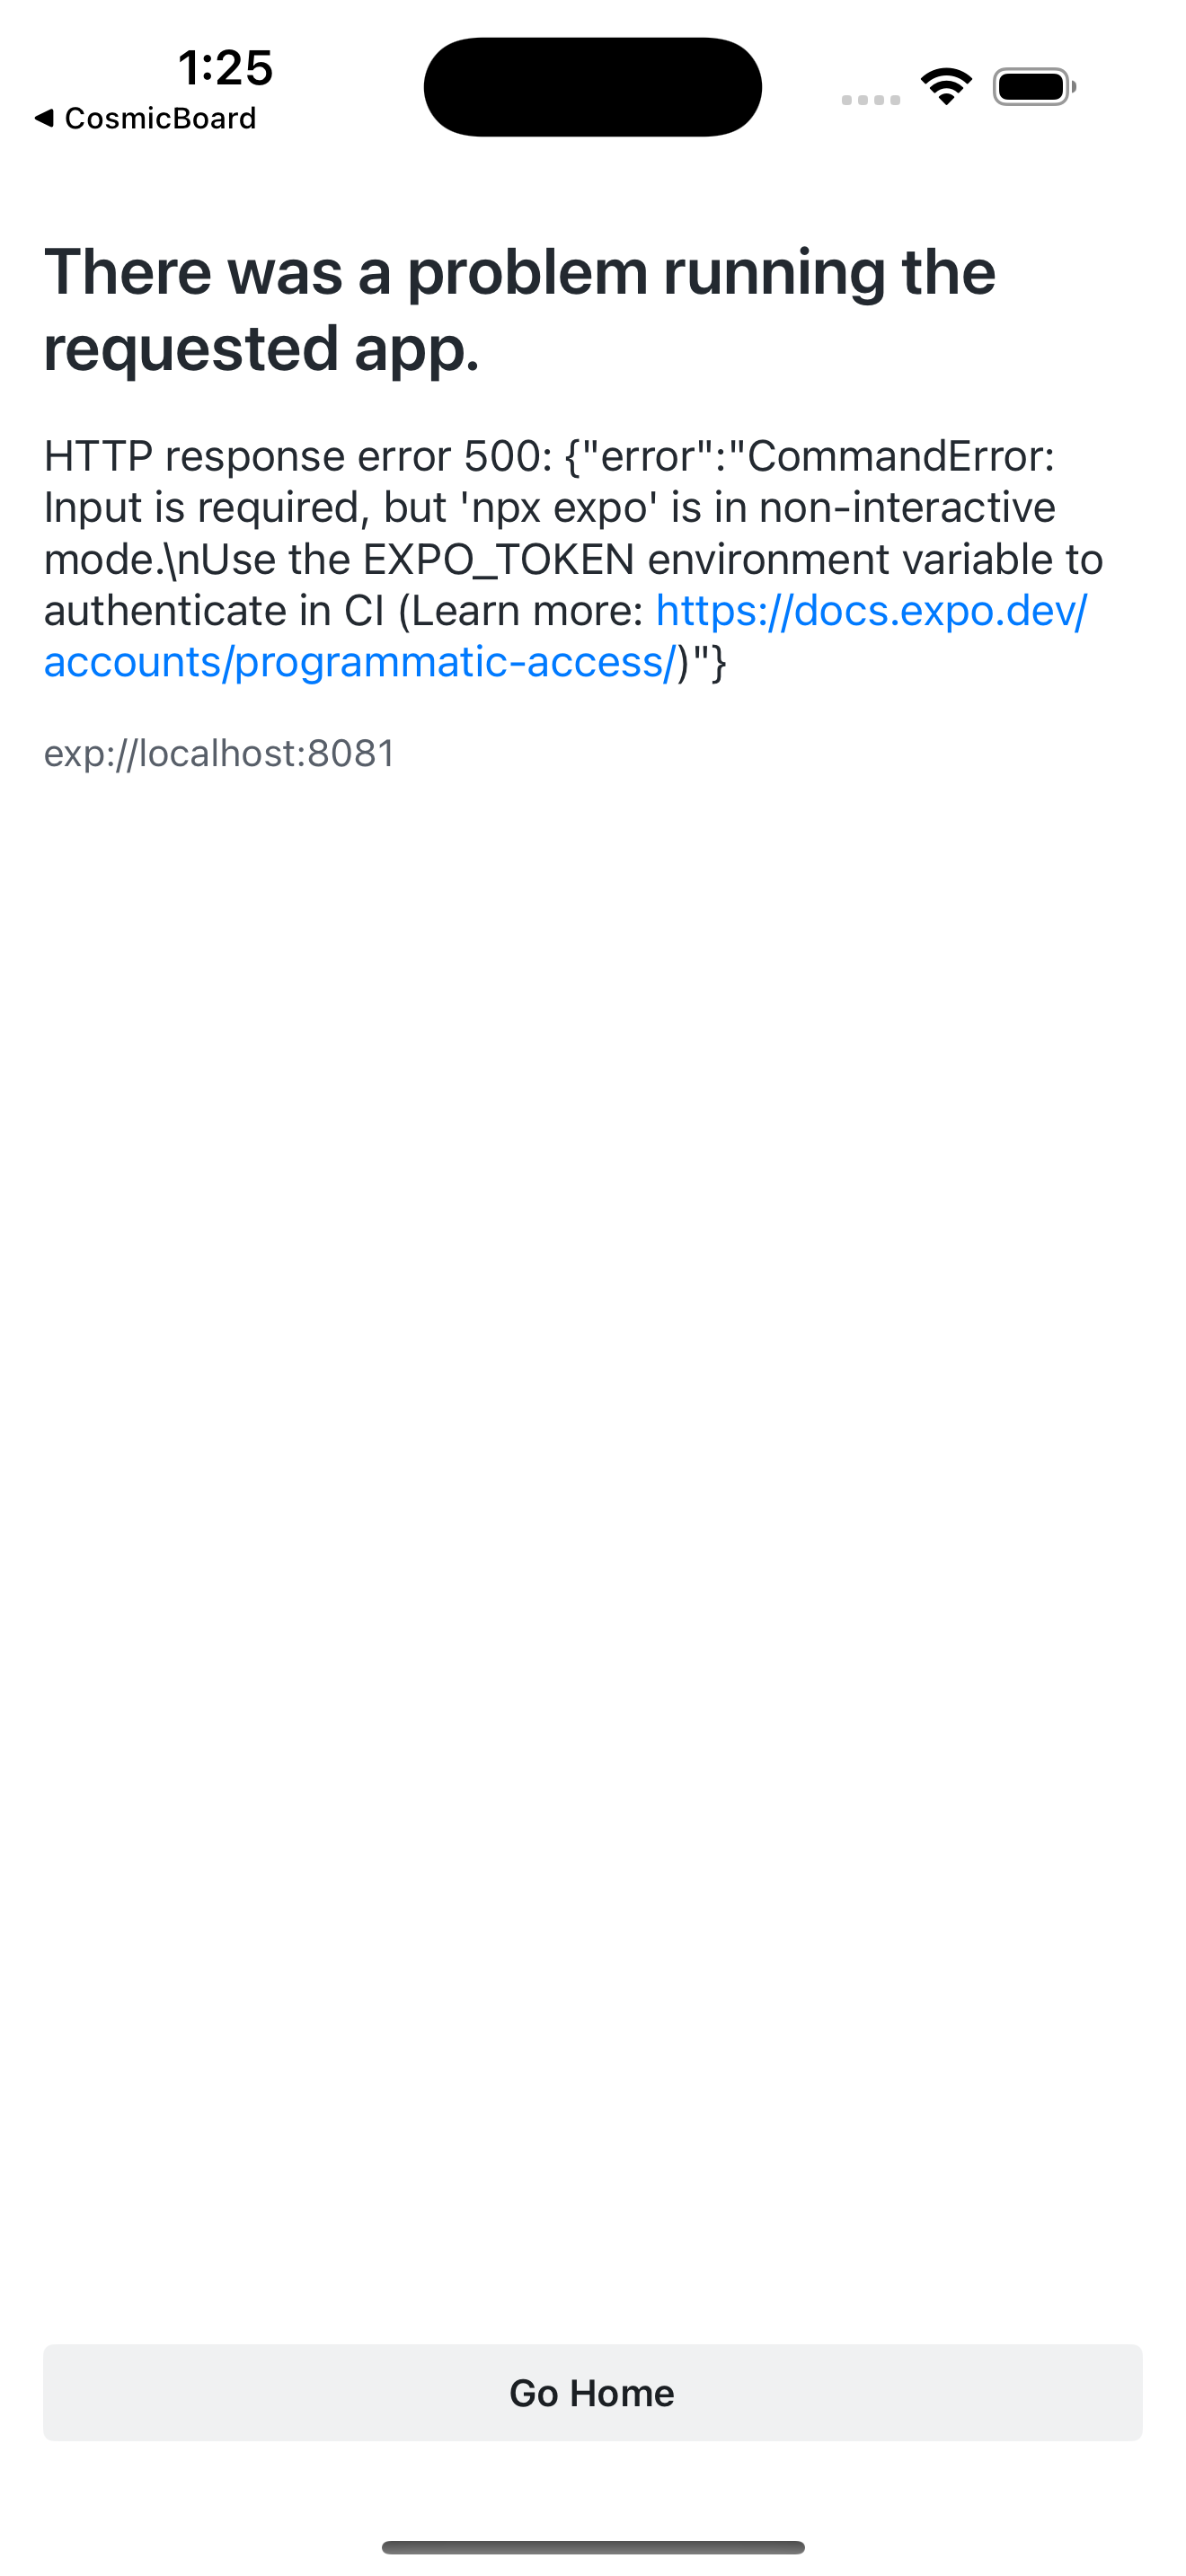 1:25
◀ CosmicBoard
There was a problem running the
requested app.
HTTP response error 500: {"error":"CommandError:
Input is required, but 'npx expo' is in non-interactive
mode.\nUse the EXPO_TOKEN environment variable to
authenticate in CI (Learn more: https://docs.expo.dev/
accounts/programmatic-access/)"}
exp://localhost:8081
Go Home